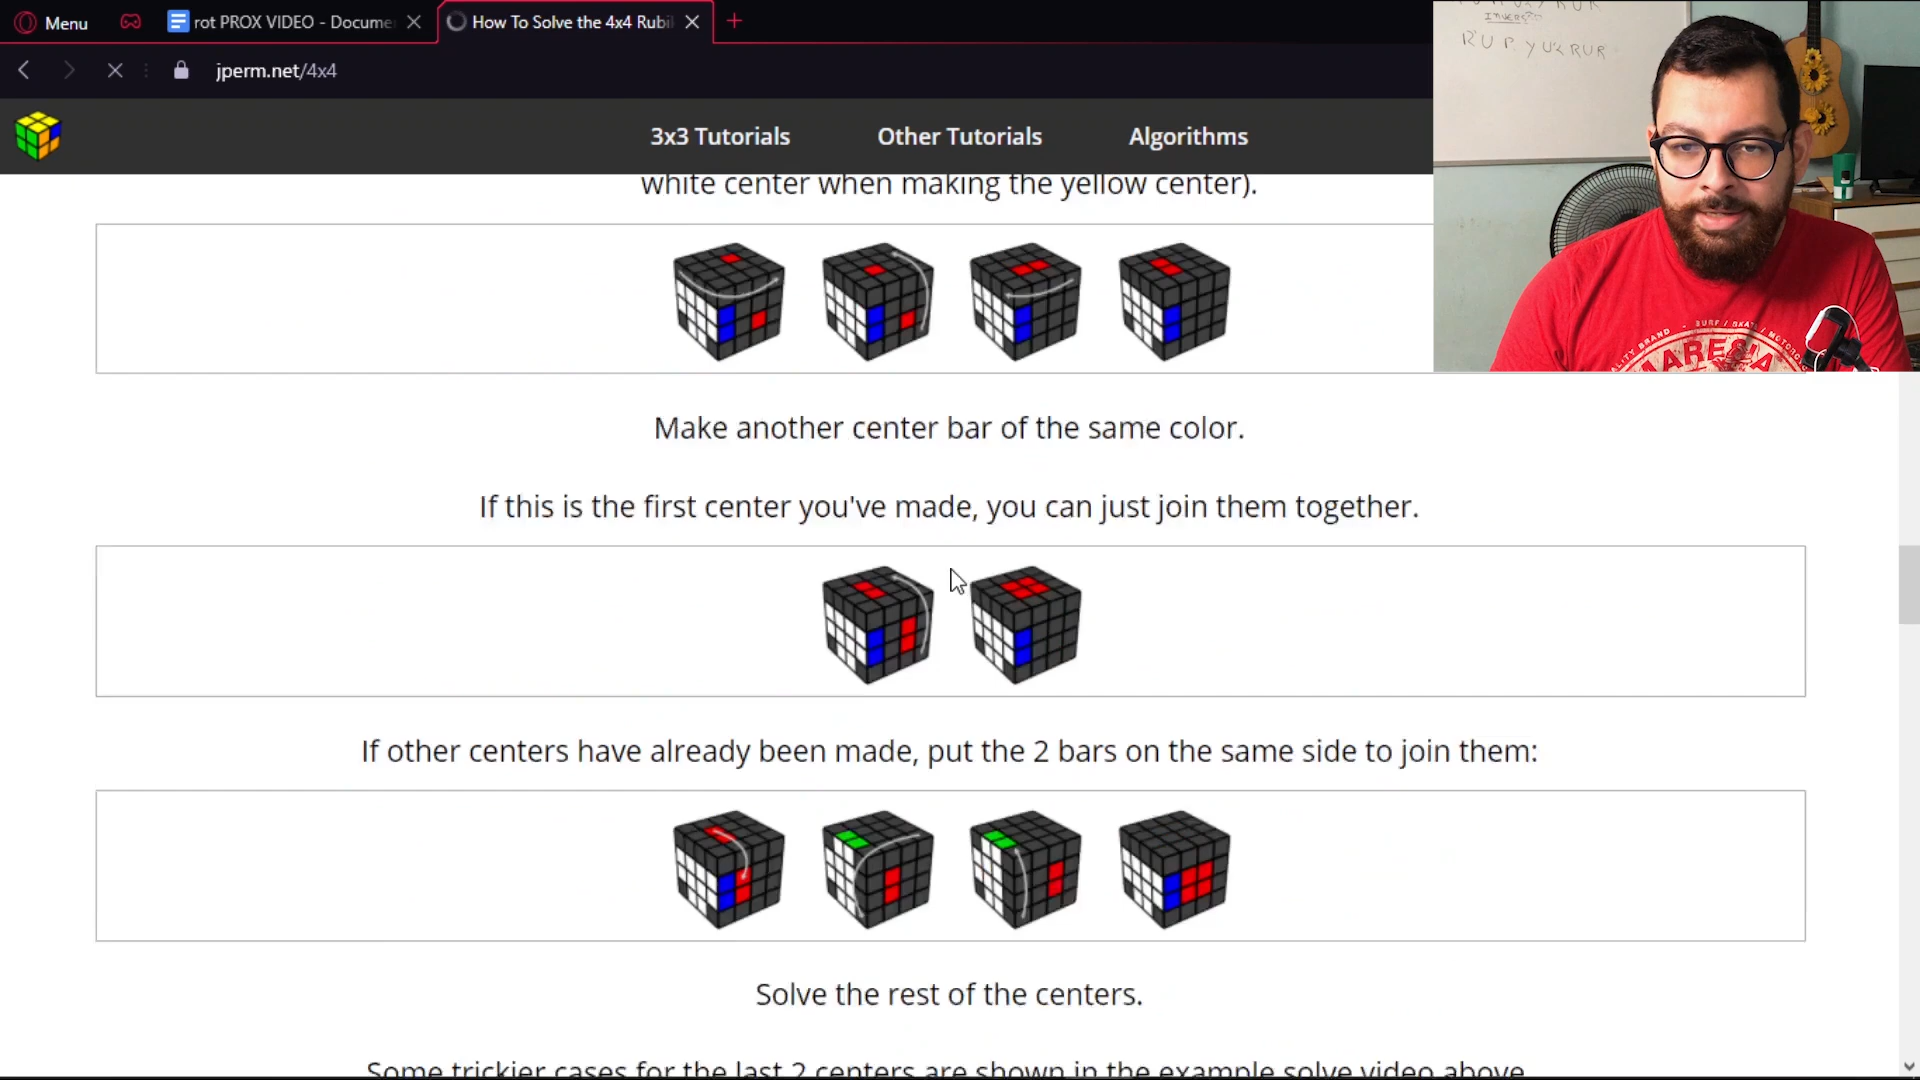 Menu
rot PROX VIDEO - Docume
How To Solve the 4x4 Rubi
jperm.net/4x4
3x3 Tutorials
Other Tutorials
Algorithms
white center when making the yellow center).
Make another center bar of the same color.
If this is the first center you've made, you can just join them together.
If other centers have already been made, put the 2 bars on the same side to join them:
Solve the rest of the centers.
Some trickier cases for the last 2 centers are shown in the example solve video above